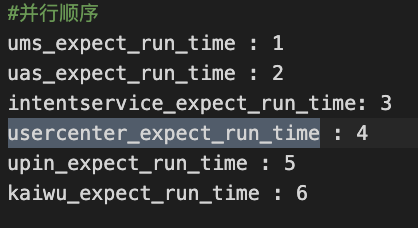 #并行顺序
ums_expect_run_time : 1
uas_expect_run_time : 2
intentservice_expect_run_time: 3
usercenter_expect_run_time : 4
upin_expect_run_time : 5
kaiwu_expect_run_time : 6